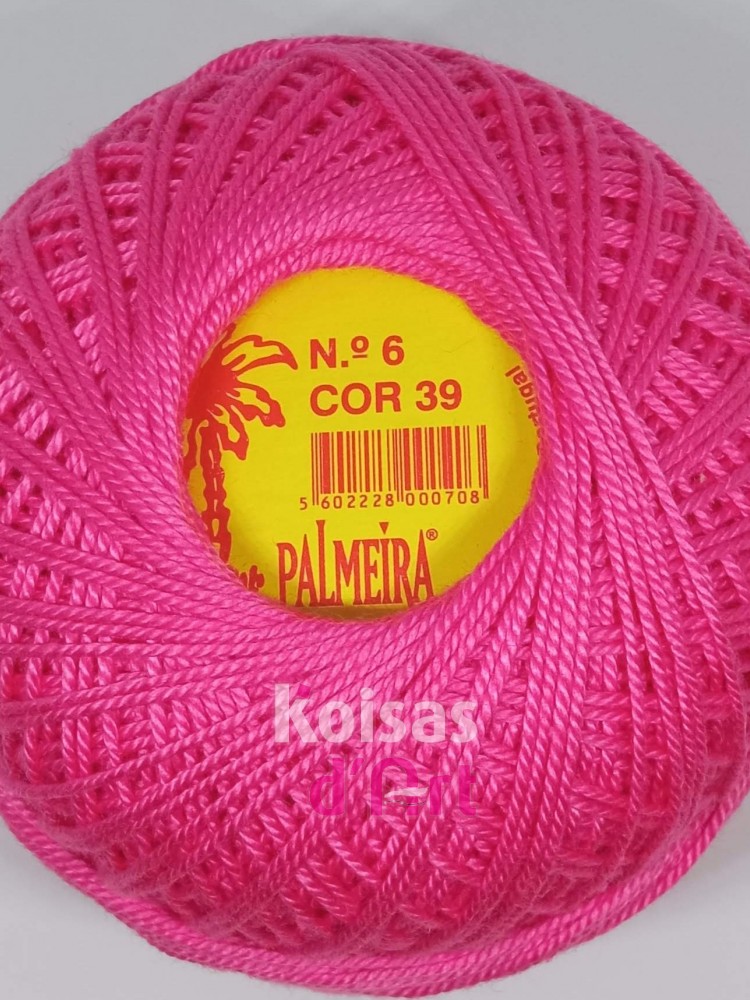 N.º 6
COR 39
5 602228 000708
PALMEIRA®
Koisas
d'Art